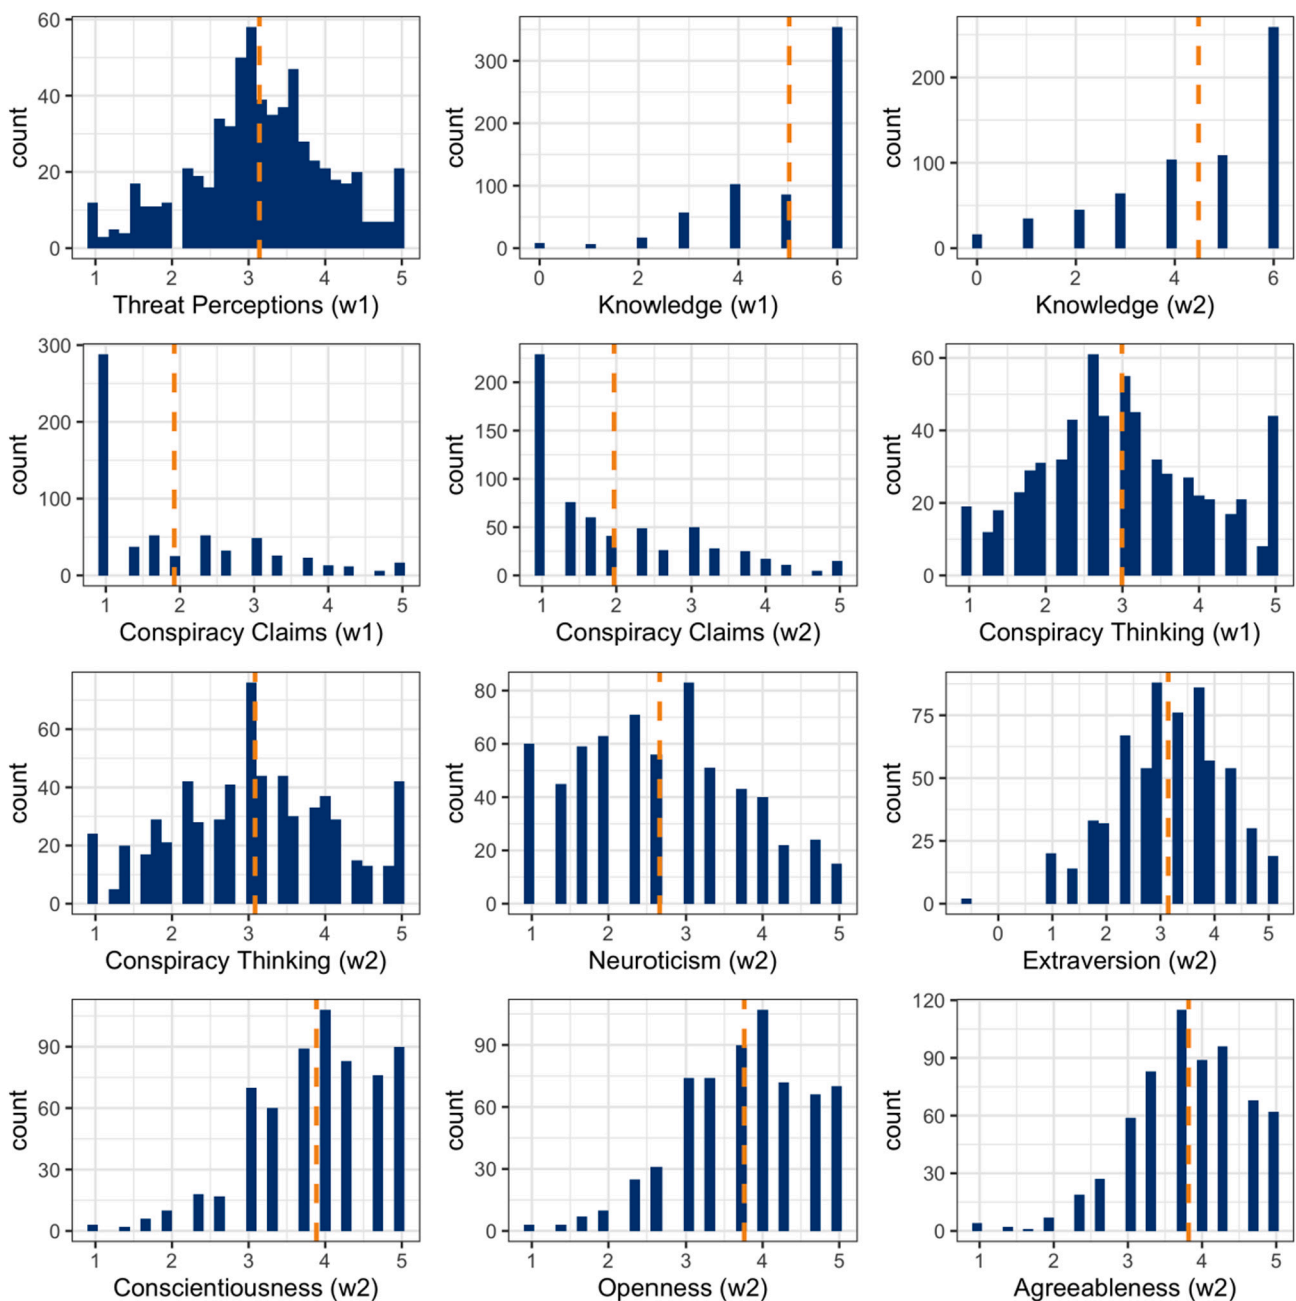 60
40
20
0
count
1 2 3 4 5
Threat Perceptions (w1)
300
200
100
0
count
0 2 4 6
Knowledge (w1)
200
100
0
count
0 2 4 6
Knowledge (w2)
300
200
100
0
count
1 2 3 4 5
Conspiracy Claims (w1)
200
150
100
50
0
count
1 2 3 4 5
Conspiracy Claims (w2)
60
40
20
0
count
1 2 3 4 5
Conspiracy Thinking (w1)
60
40
20
0
count
1 2 3 4 5
Conspiracy Thinking (w2)
80
60
40
20
0
count
1 2 3 4 5
Neuroticism (w2)
75
50
25
0
count
0 1 2 3 4 5
Extraversion (w2)
90
60
30
0
count
1 2 3 4 5
Conscientiousness (w2)
90
60
30
0
count
1 2 3 4 5
Openness (w2)
120
90
60
30
0
count
1 2 3 4 5
Agreeableness (w2)